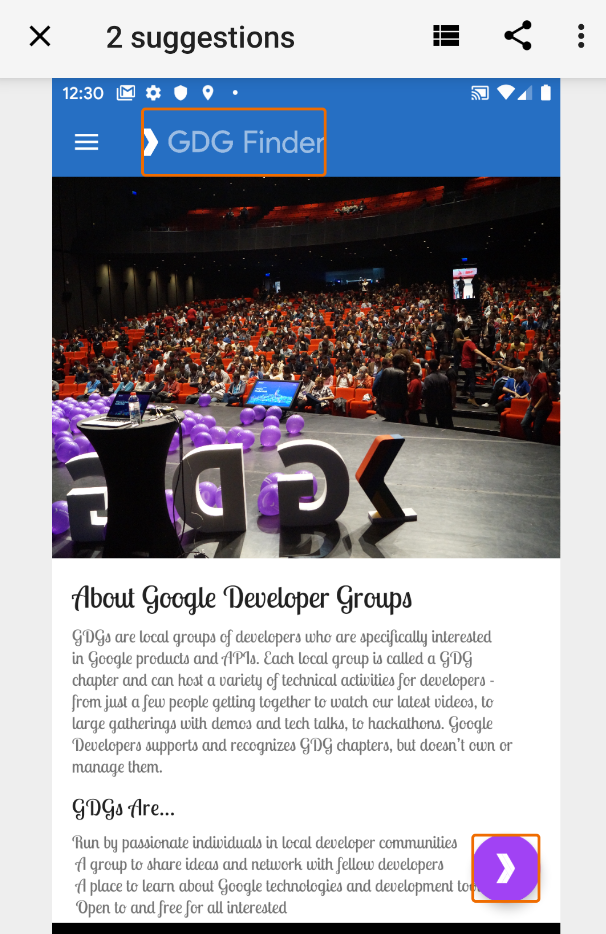 2 suggestions
12:30
GDG Finder
About Google Developer Groups
GDGs are local groups of developers who are specifically interested
in Google products and APIs. Each local group is called a GDG
chapter and can host a variety of technical activities for developers -
from just a few people getting together to watch our latest videos, to
large gatherings with demos and tech talks, to hackathons. Google
Developers supports and recognizes GDG chapters, but doesn't own or
manage them.
GDGs Are...
Run by passionate individuals in local developer communities
A group to share ideas and network with fellow developers
A place to learn about Google technologies and development
Open to and free for all interested